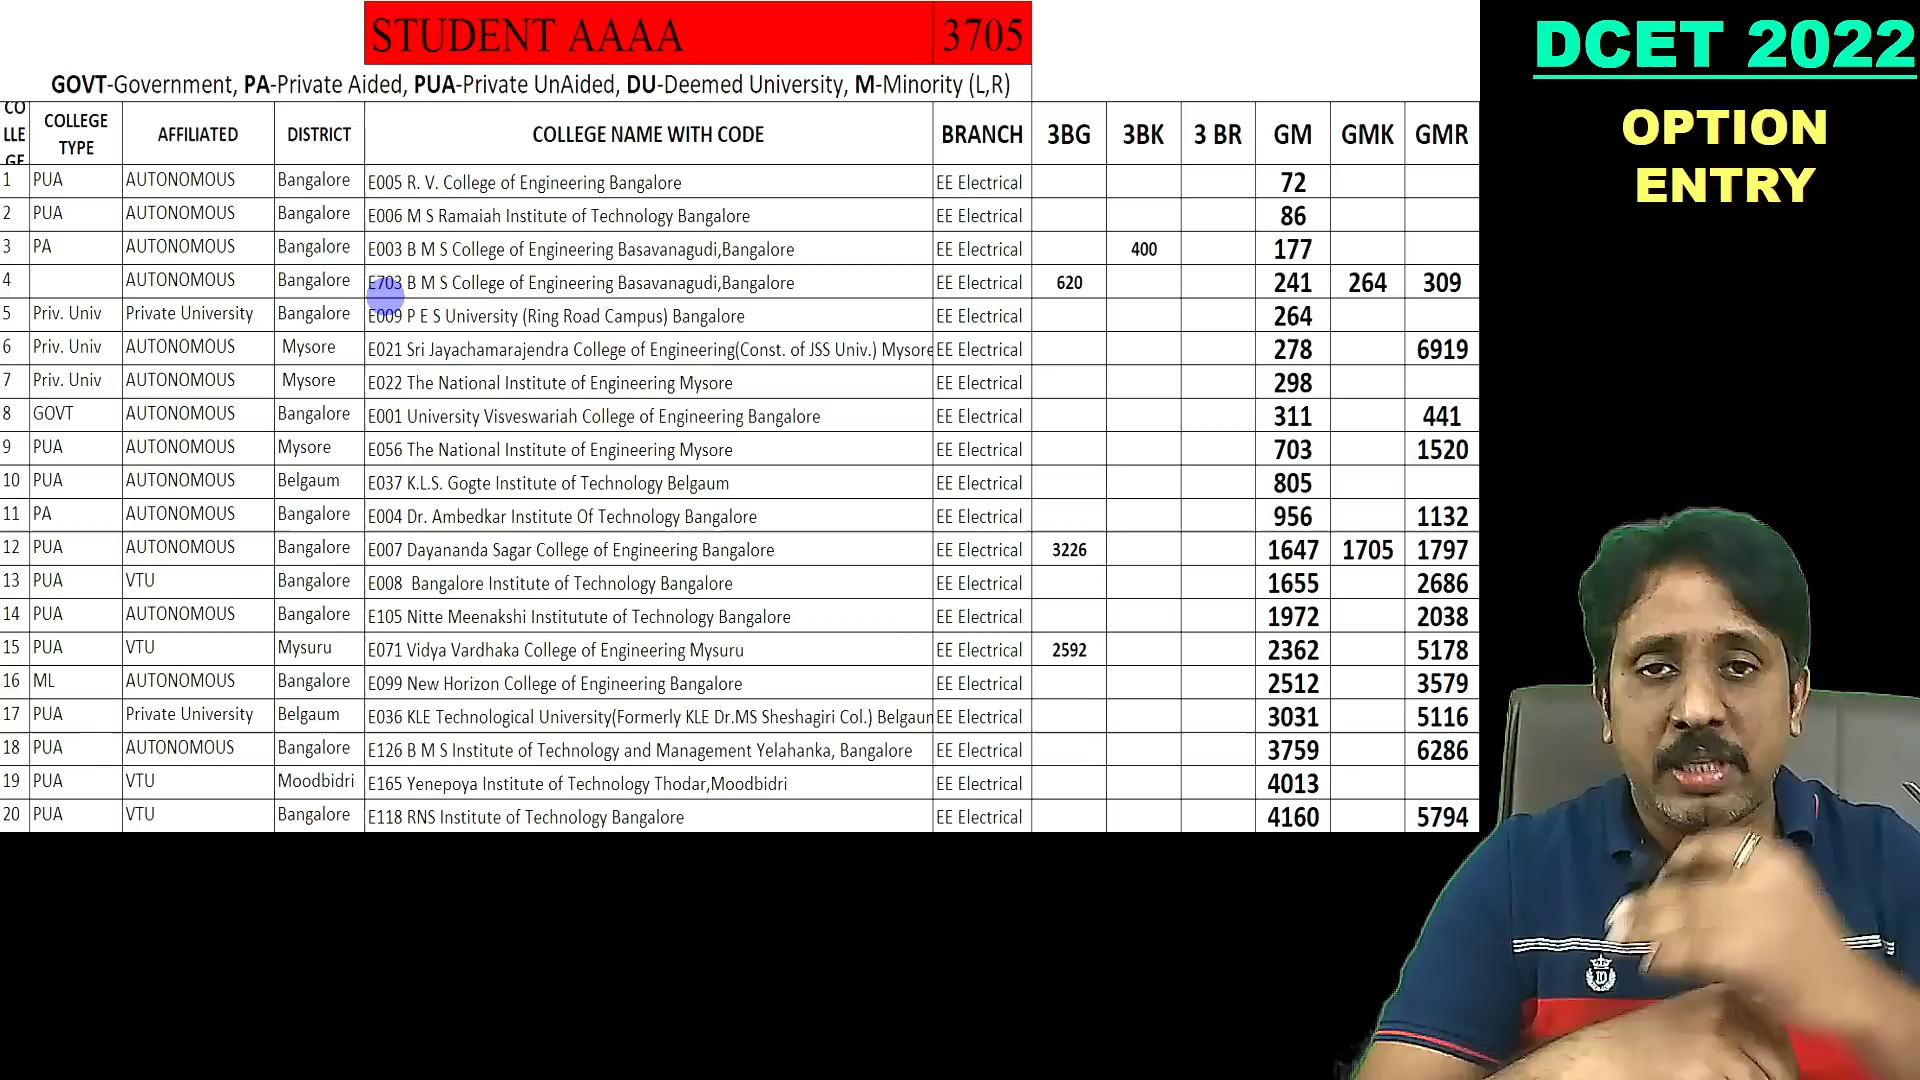 STUDENT AAAA 3705
DCET 2022
OPTION
ENTRY
GOVT-Government, PA-Private Aided, PUA-Private UnAided, DU-Deemed University, M-Minority (L,R)
CO LLE GE COLLEGE TYPE AFFILIATED DISTRICT COLLEGE NAME WITH CODE BRANCH 3BG 3BK 3 BR GM GMK GMR
1 PUA AUTONOMOUS Bangalore E005 R. V. College of Engineering Bangalore EE Electrical 72
2 PUA AUTONOMOUS Bangalore E006 M S Ramaiah Institute of Technology Bangalore EE Electrical 86
3 PA AUTONOMOUS Bangalore E003 B M S College of Engineering Basavanagudi,Bangalore EE Electrical 400 177
4 AUTONOMOUS Bangalore E703 B M S College of Engineering Basavanagudi,Bangalore EE Electrical 620 241 264 309
5 Priv. Univ Private University Bangalore E009 P E S University (Ring Road Campus) Bangalore EE Electrical 264
6 Priv. Univ AUTONOMOUS Mysore E021 Sri Jayachamarajendra College of Engineering(Const. of JSS Univ.) Mysore EE Electrical 278 6919
7 Priv. Univ AUTONOMOUS Mysore E022 The National Institute of Engineering Mysore EE Electrical 298
8 GOVT AUTONOMOUS Bangalore E001 University Visveswariah College of Engineering Bangalore EE Electrical 311 441
9 PUA AUTONOMOUS Mysore E056 The National Institute of Engineering Mysore EE Electrical 703 1520
10 PUA AUTONOMOUS Belgaum E037 K.L.S. Gogte Institute of Technology Belgaum EE Electrical 805
11 PA AUTONOMOUS Bangalore E004 Dr. Ambedkar Institute Of Technology Bangalore EE Electrical 956 1132
12 PUA AUTONOMOUS Bangalore E007 Dayananda Sagar College of Engineering Bangalore EE Electrical 3226 1647 1705 1797
13 PUA VTU Bangalore E008 Bangalore Institute of Technology Bangalore EE Electrical 1655 2686
14 PUA AUTONOMOUS Bangalore E105 Nitte Meenakshi Institutute of Technology Bangalore EE Electrical 1972 2038
15 PUA VTU Mysuru E071 Vidya Vardhaka College of Engineering Mysuru EE Electrical 2592 2362 5178
16 ML AUTONOMOUS Bangalore E099 New Horizon College of Engineering Bangalore EE Electrical 2512 3579
17 PUA Private University Belgaum E036 KLE Technological University(Formerly KLE Dr.MS Sheshagiri Col.) Belgaum EE Electrical 3031 5116
18 PUA AUTONOMOUS Bangalore E126 B M S Institute of Technology and Management Yelahanka, Bangalore EE Electrical 3759 6286
19 PUA VTU Moodbidri E165 Yenepoya Institute of Technology Thodar,Moodbidri EE Electrical 4013
20 PUA VTU Bangalore E118 RNS Institute of Technology Bangalore EE Electrical 4160 5794